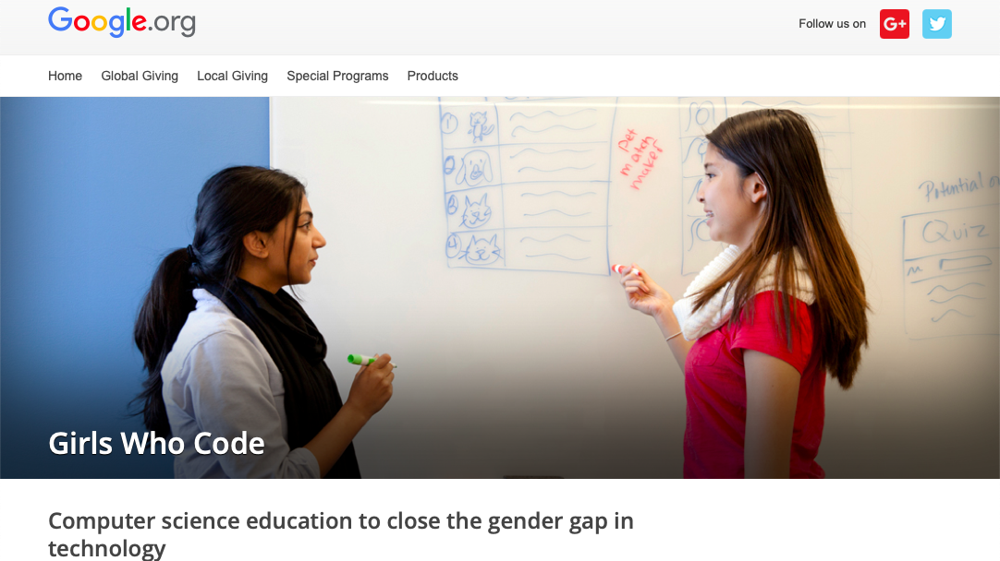 Google.org
Follow us on
G+
Home Global Giving Local Giving Special Programs Products
1
2
3
4
Pet
match
maker
Potential
Quiz
Girls Who Code
Computer science education to close the gender gap in
technology